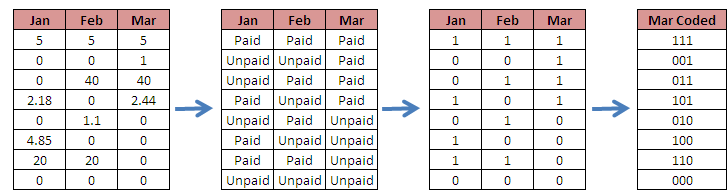 Jan Feb Mar Jan Feb Mar Jan Feb Mar Mar Coded
5 5 5 Paid Paid Paid 1 1 1 111
0 0 1 Unpaid Unpaid Paid 0 0 1 001
0 40 40 Unpaid Paid Paid 0 1 1 011
2.18 0 2.44 Paid Unpaid Paid 1 0 1 101
0 1.1 0 Unpaid Paid Unpaid 0 1 0 010
4.85 0 0 Paid Unpaid Unpaid 1 0 0 100
20 20 0 Paid Paid Unpaid 1 1 0 110
0 0 0 Unpaid Unpaid Unpaid 0 0 0 000